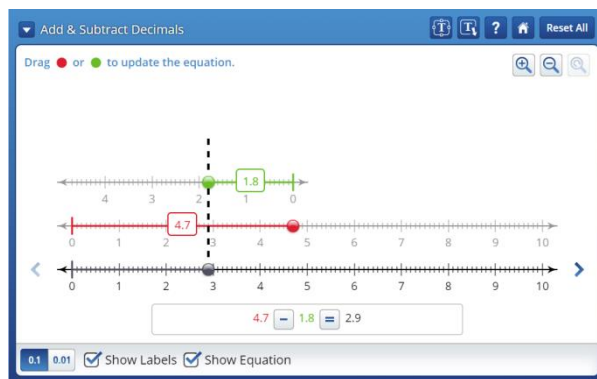 Add & Subtract Decimals
T T ? Reset All
Drag or to update the equation.
1.8
4 3 2 1 0
4.7
0 1 2 3 4 5 6 7 8 9 10
0 1 2 3 4 5 6 7 8 9 10
4.7 − 1.8 = 2.9
0.1 0.01 Show Labels Show Equation